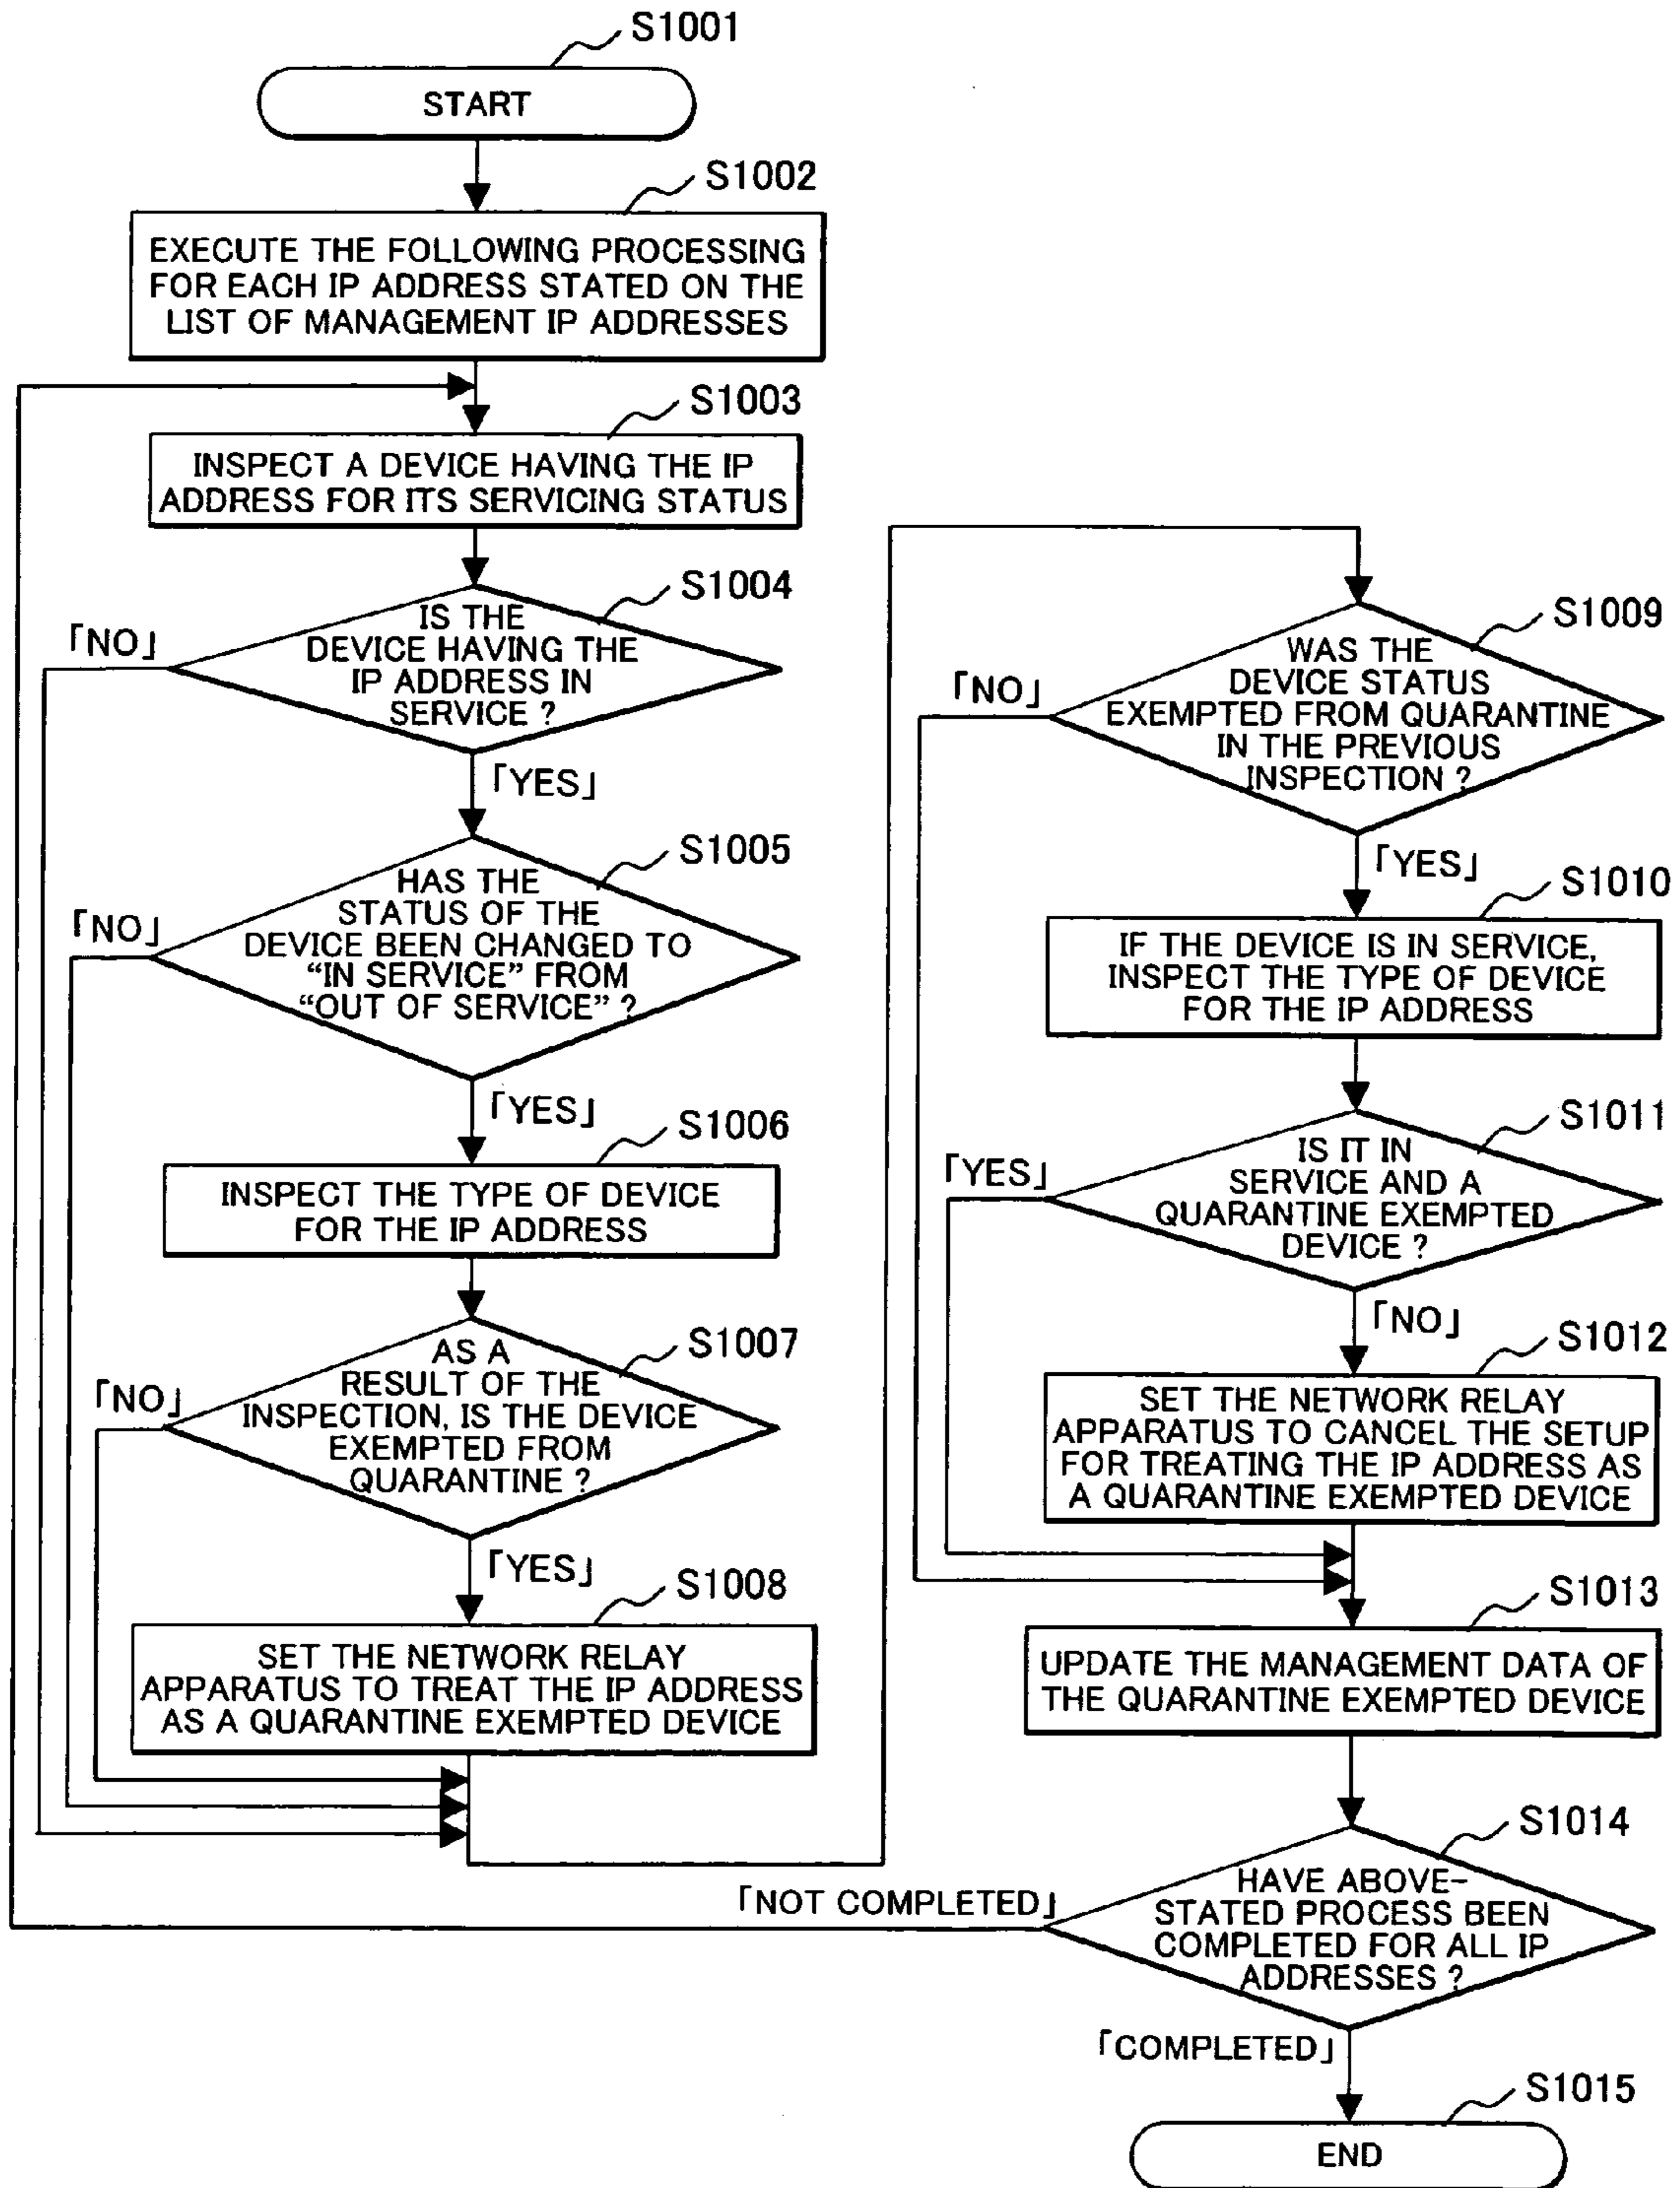 S1001
START
S1002
EXECUTE THE FOLLOWING PROCESSING
FOR EACH IP ADDRESS STATED ON THE
LIST OF MANAGEMENT IP ADDRESSES
S1003
INSPECT A DEVICE HAVING THE IP
ADDRESS FOR ITS SERVICING STATUS
S1004
IS THE
DEVICE HAVING THE
IP ADDRESS IN
SERVICE ?
「NO」
「YES」
S1005
HAS THE
STATUS OF THE
DEVICE BEEN CHANGED TO
“IN SERVICE” FROM
“OUT OF SERVICE” ?
「NO」
「YES」
S1006
INSPECT THE TYPE OF DEVICE
FOR THE IP ADDRESS
S1007
AS A
RESULT OF THE
INSPECTION, IS THE DEVICE
EXEMPTED FROM
QUARANTINE ?
「NO」
「YES」
S1008
SET THE NETWORK RELAY
APPARATUS TO TREAT THE IP ADDRESS
AS A QUARANTINE EXEMPTED DEVICE
S1009
WAS THE
DEVICE STATUS
EXEMPTED FROM QUARANTINE
IN THE PREVIOUS
INSPECTION ?
「NO」
「YES」
S1010
IF THE DEVICE IS IN SERVICE,
INSPECT THE TYPE OF DEVICE
FOR THE IP ADDRESS
S1011
IS IT IN
SERVICE AND A
QUARANTINE EXEMPTED
DEVICE ?
「YES」
「NO」
S1012
SET THE NETWORK RELAY
APPARATUS TO CANCEL THE SETUP
FOR TREATING THE IP ADDRESS AS
A QUARANTINE EXEMPTED DEVICE
S1013
UPDATE THE MANAGEMENT DATA OF
THE QUARANTINE EXEMPTED DEVICE
S1014
HAVE ABOVE-
STATED PROCESS BEEN
COMPLETED FOR ALL IP
ADDRESSES ?
「NOT COMPLETED」
「COMPLETED」
S1015
END